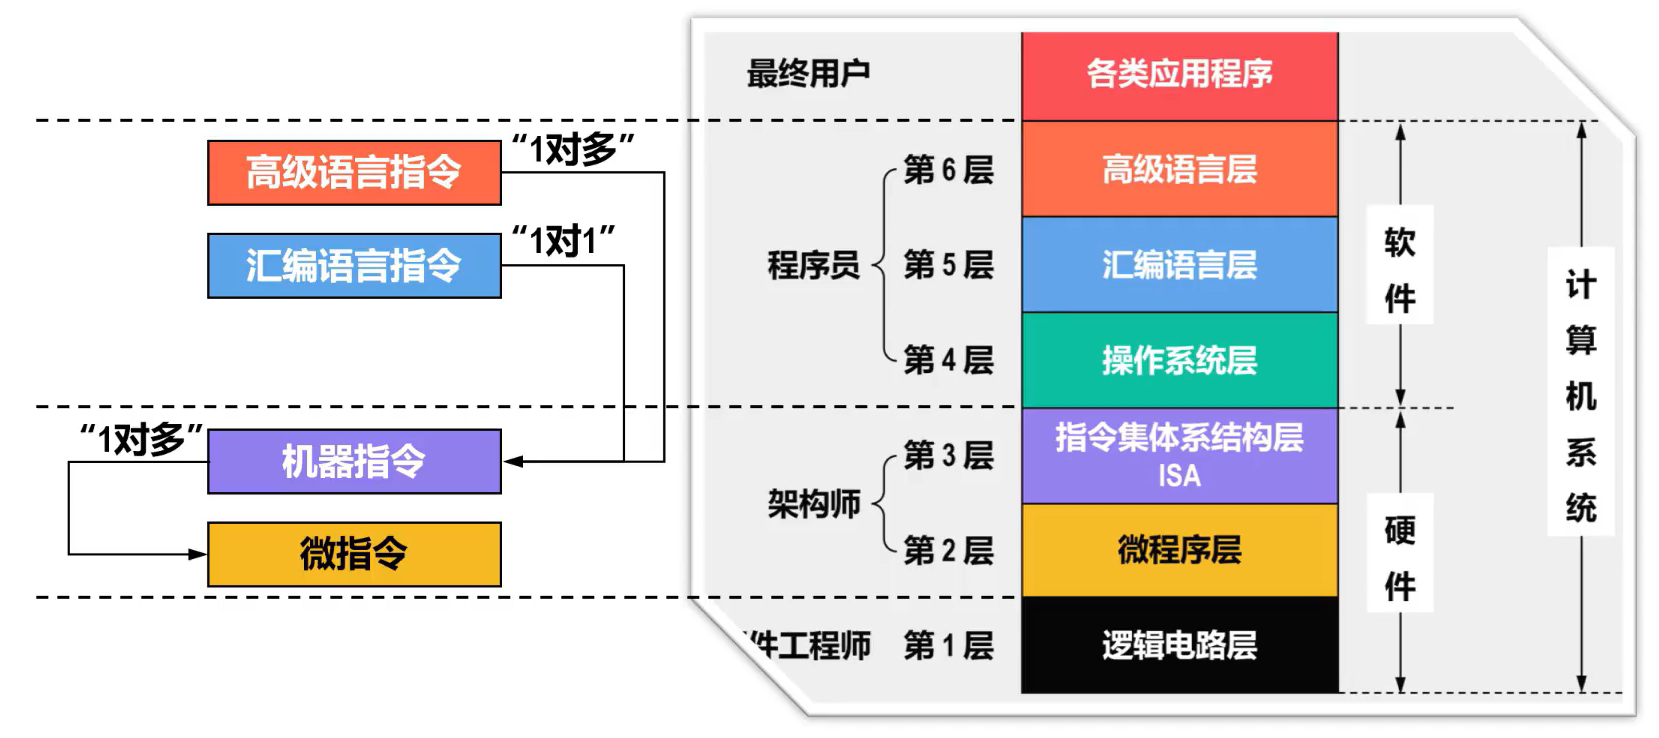 最终用户
各类应用程序
“1对多”
高级语言指令
第 6 层
高级语言层
“1对1”
汇编语言指令
程序员
第 5 层
汇编语言层
第 4 层
操作系统层
软件
计算机系统
“1对多”
机器指令
第 3 层
指令集体系结构层
ISA
架构师
微指令
第 2 层
微程序层
硬件
件工程师
第 1 层
逻辑电路层